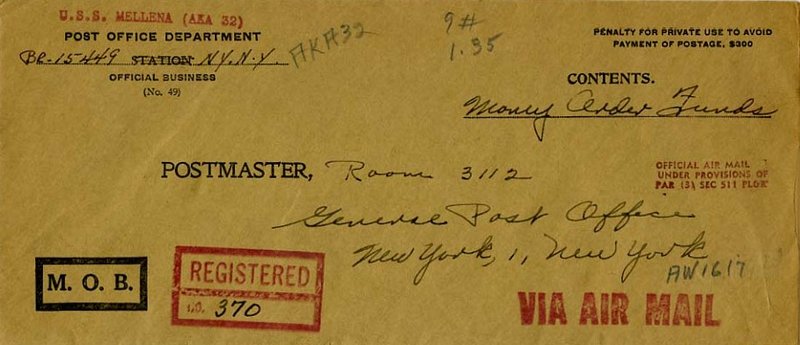 U.S.S. MELLENA (AKA 32)
POST OFFICE DEPARTMENT
Br-15449 STATION N.Y.N.Y.
OFFICIAL BUSINESS
(No. 49)
AKA32
9#
1.35
PENALTY FOR PRIVATE USE TO AVOID
PAYMENT OF POSTAGE, $300
CONTENTS.
Money Order Funds
POSTMASTER, Room 3112
General Post Office
New York, 1, New York
OFFICIAL AIR MAIL
UNDER PROVISIONS OF
PAR (3) SEC 511 PL&R
AW1617
M. O. B.
REGISTERED
NO. 370
VIA AIR MAIL